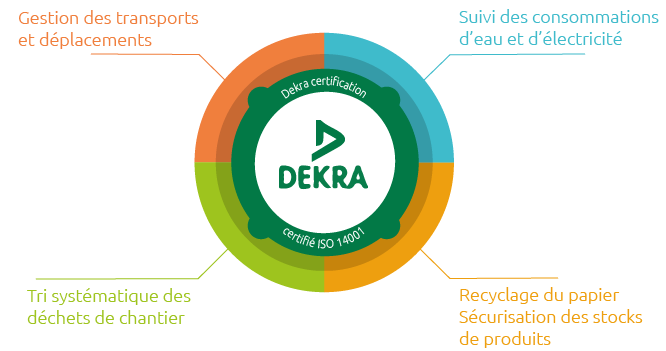 Gestion des transports
et déplacements
Suivi des consommations
d'eau et d'électricité
Dekra certification
DEKRA
certifié ISO 14001
Tri systématique des
déchets de chantier
Recyclage du papier
Sécurisation des stocks
de produits